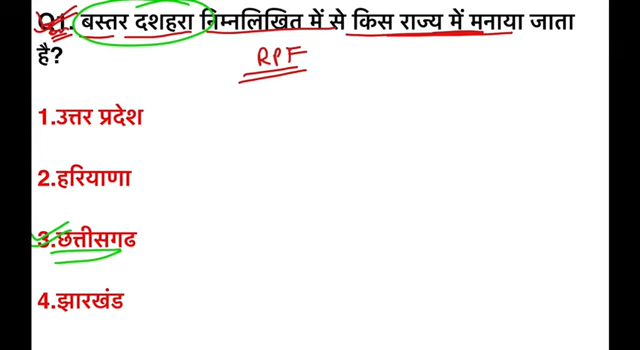 Q1. बस्तर दशहरा निम्नलिखित में से किस राज्य में मनाया जाता
है?
RPF
1.उत्तर प्रदेश
2.हरियाणा
3.छत्तीसगढ
4.झारखंड